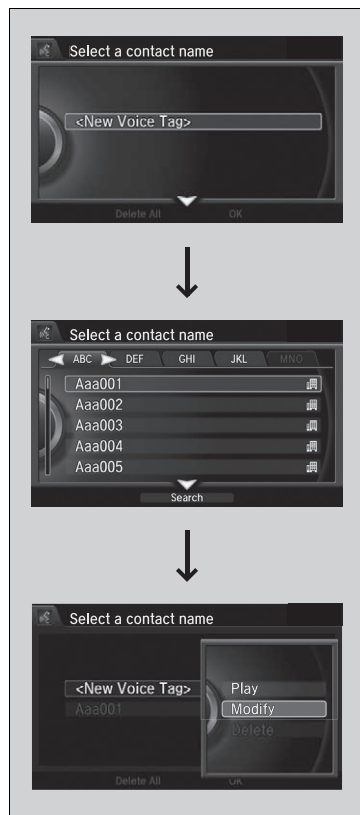 Select a contact name
<New Voice Tag>
Delete All OK
Select a contact name
ABC DEF GHI JKL MNO
Aaa001
Aaa002
Aaa003
Aaa004
Aaa005
Search
Select a contact name
<New Voice Tag>
Aaa001
Play
Modify
Delete
Delete All OK